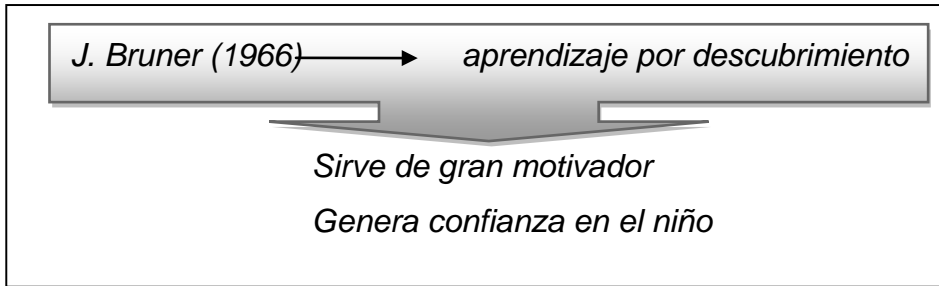 J. Bruner (1966) aprendizaje por descubrimiento
Sirve de gran motivador
Genera confianza en el niño